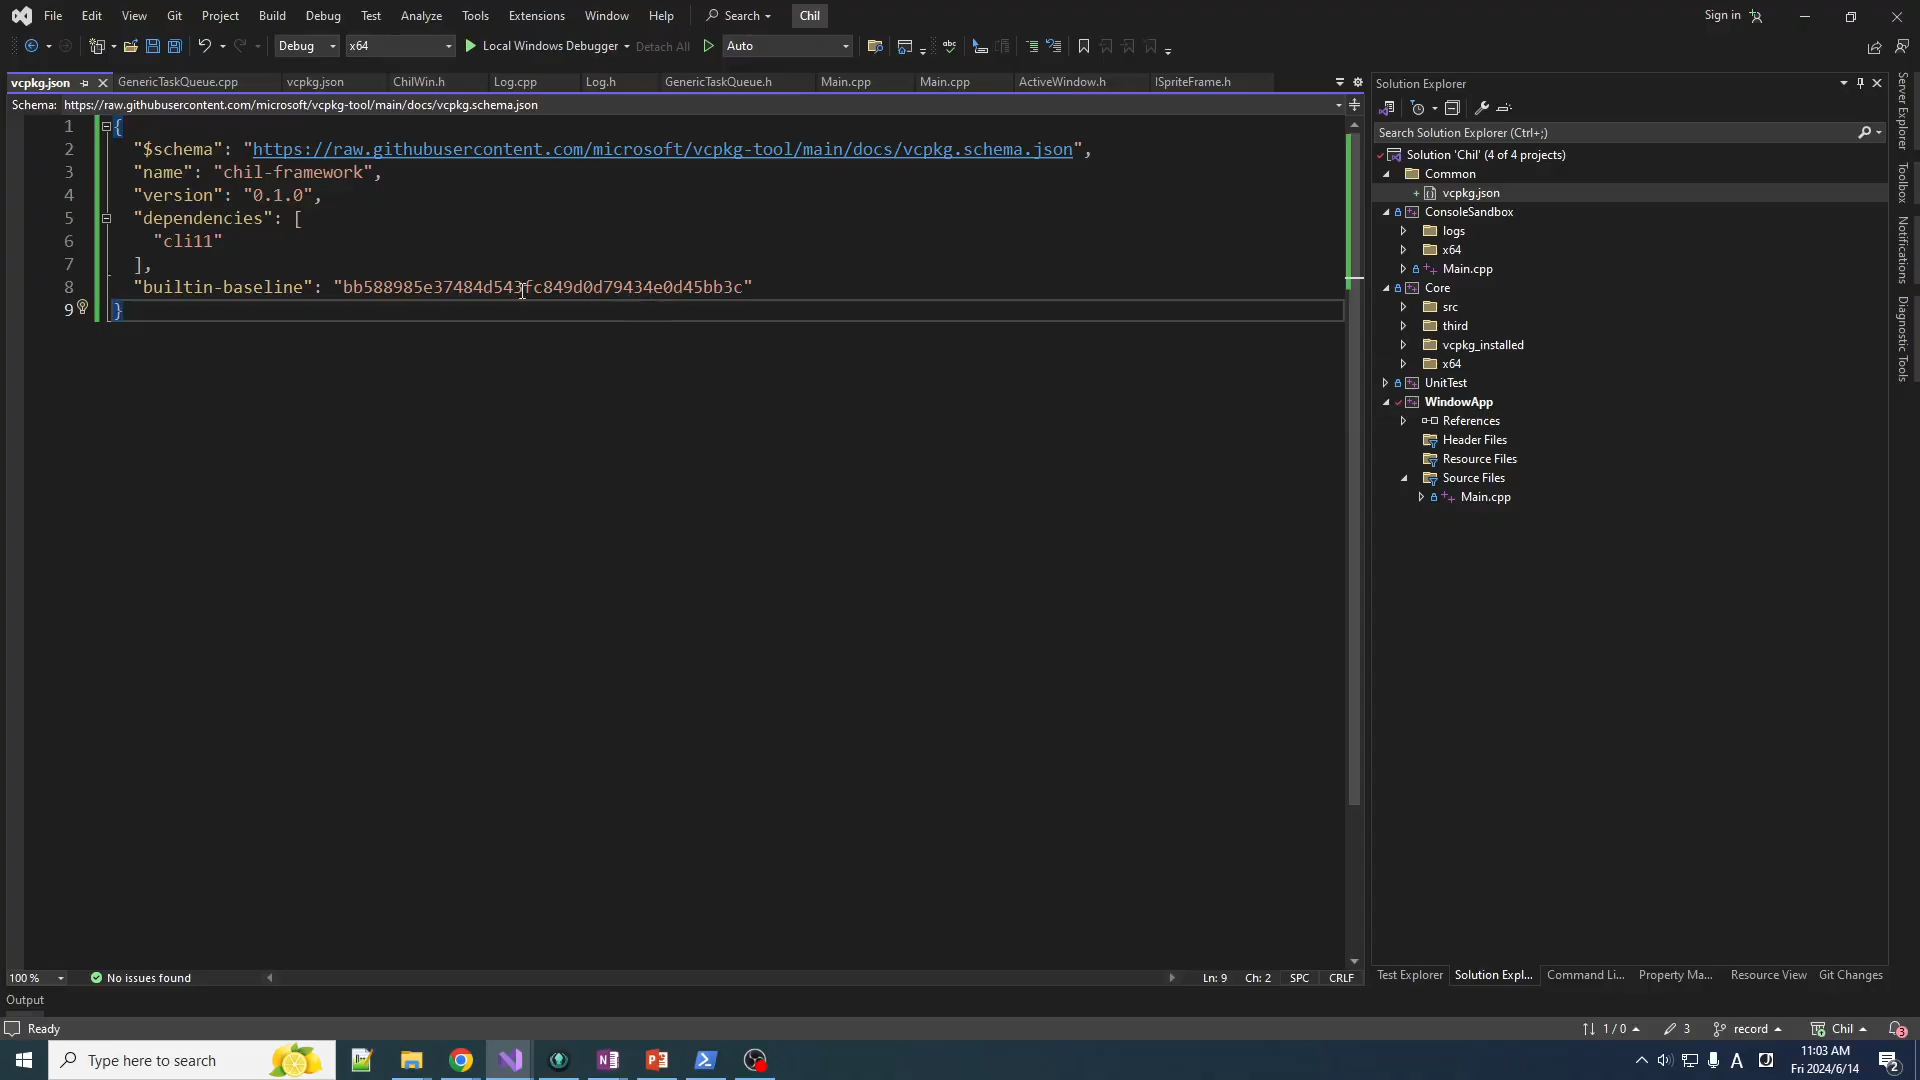 File Edit View Git Project Build Debug Test Analyze Tools Extensions Window Help Search Chil Sign in
Debug x64 Local Windows Debugger Detach All Auto
vcpkg.json GenericTaskQueue.cpp vcpkg.json ChilWin.h Log.cpp Log.h GenericTaskQueue.h Main.cpp Main.cpp ActiveWindow.h ISpriteFrame.h
Schema: https://raw.githubusercontent.com/microsoft/vcpkg-tool/main/docs/vcpkg.schema.json
1 {
2 "$schema": "https://raw.githubusercontent.com/microsoft/vcpkg-tool/main/docs/vcpkg.schema.json",
3 "name": "chil-framework",
4 "version": "0.1.0",
5 "dependencies": [
6 "cli11"
7 ],
8 "builtin-baseline": "bb588985e37484d543fc849d0d79434e0d45bb3c"
9 }
100 % No issues found Ln: 9 Ch: 2 SPC CRLF
Output
Solution Explorer
Search Solution Explorer (Ctrl+;)
Solution 'Chil' (4 of 4 projects)
Common
vcpkg.json
ConsoleSandbox
logs
x64
Main.cpp
Core
src
third
vcpkg_installed
x64
UnitTest
WindowApp
References
Header Files
Resource Files
Source Files
Main.cpp
Test Explorer Solution Expl... Command Li... Property Ma... Resource View Git Changes
Server Explorer
Toolbox
Notifications
Diagnostic Tools
Ready 1 / 0 3 record Chil 3
Type here to search A J 11:03 AM
Fri 2024/6/14 2